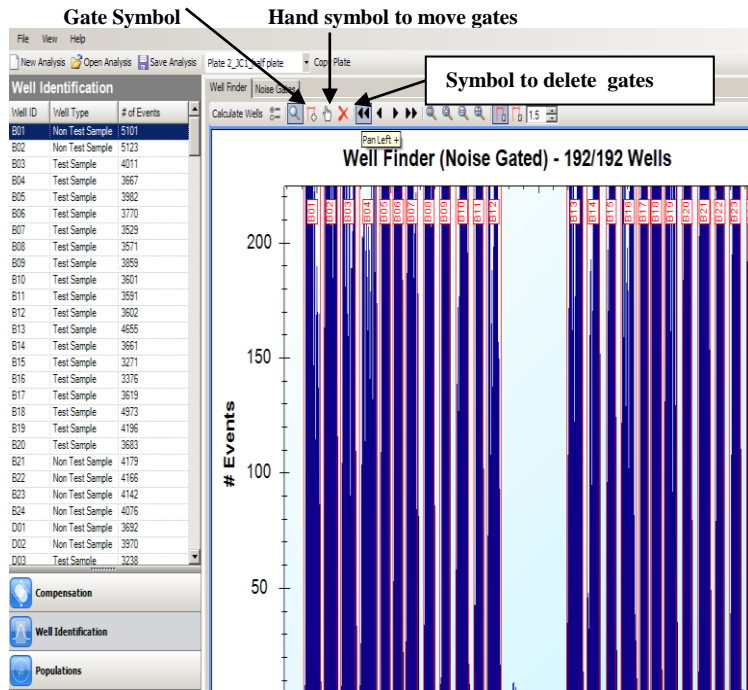 Gate Symbol
Hand symbol to move gates
File View Help
New Analysis Open Analysis Save Analysis Plate 2_JC1_half plate Copy Plate
Symbol to delete gates
Well Identification
Well Finder Noise Gates
Well ID Well Type # of Events
Calculate Wells 1.5
Pan Left +
B01 Non Test Sample 5101
B02 Non Test Sample 5123
B03 Test Sample 4011
B04 Test Sample 3667
B05 Test Sample 3982
B06 Test Sample 3770
B07 Test Sample 3529
B08 Test Sample 3571
B09 Test Sample 3859
B10 Test Sample 3601
B11 Test Sample 3591
B12 Test Sample 3602
B13 Test Sample 4655
B14 Test Sample 3661
B15 Test Sample 3271
B16 Test Sample 3376
B17 Test Sample 3619
B18 Test Sample 4973
B19 Test Sample 4196
B20 Test Sample 3683
B21 Non Test Sample 4179
B22 Non Test Sample 4166
B23 Non Test Sample 4142
B24 Non Test Sample 4076
D01 Non Test Sample 3692
D02 Non Test Sample 3970
D03 Test Sample 3238
Compensation
Well Identification
Populations
Well Finder (Noise Gated) - 192/192 Wells
B01 B02 B03 B04 B05 B06 B07 B08 B09 B10 B11 B12 B13 B14 B15 B16 B17 B18 B19 B20 B21 B22 B23
# Events
200
150
100
50